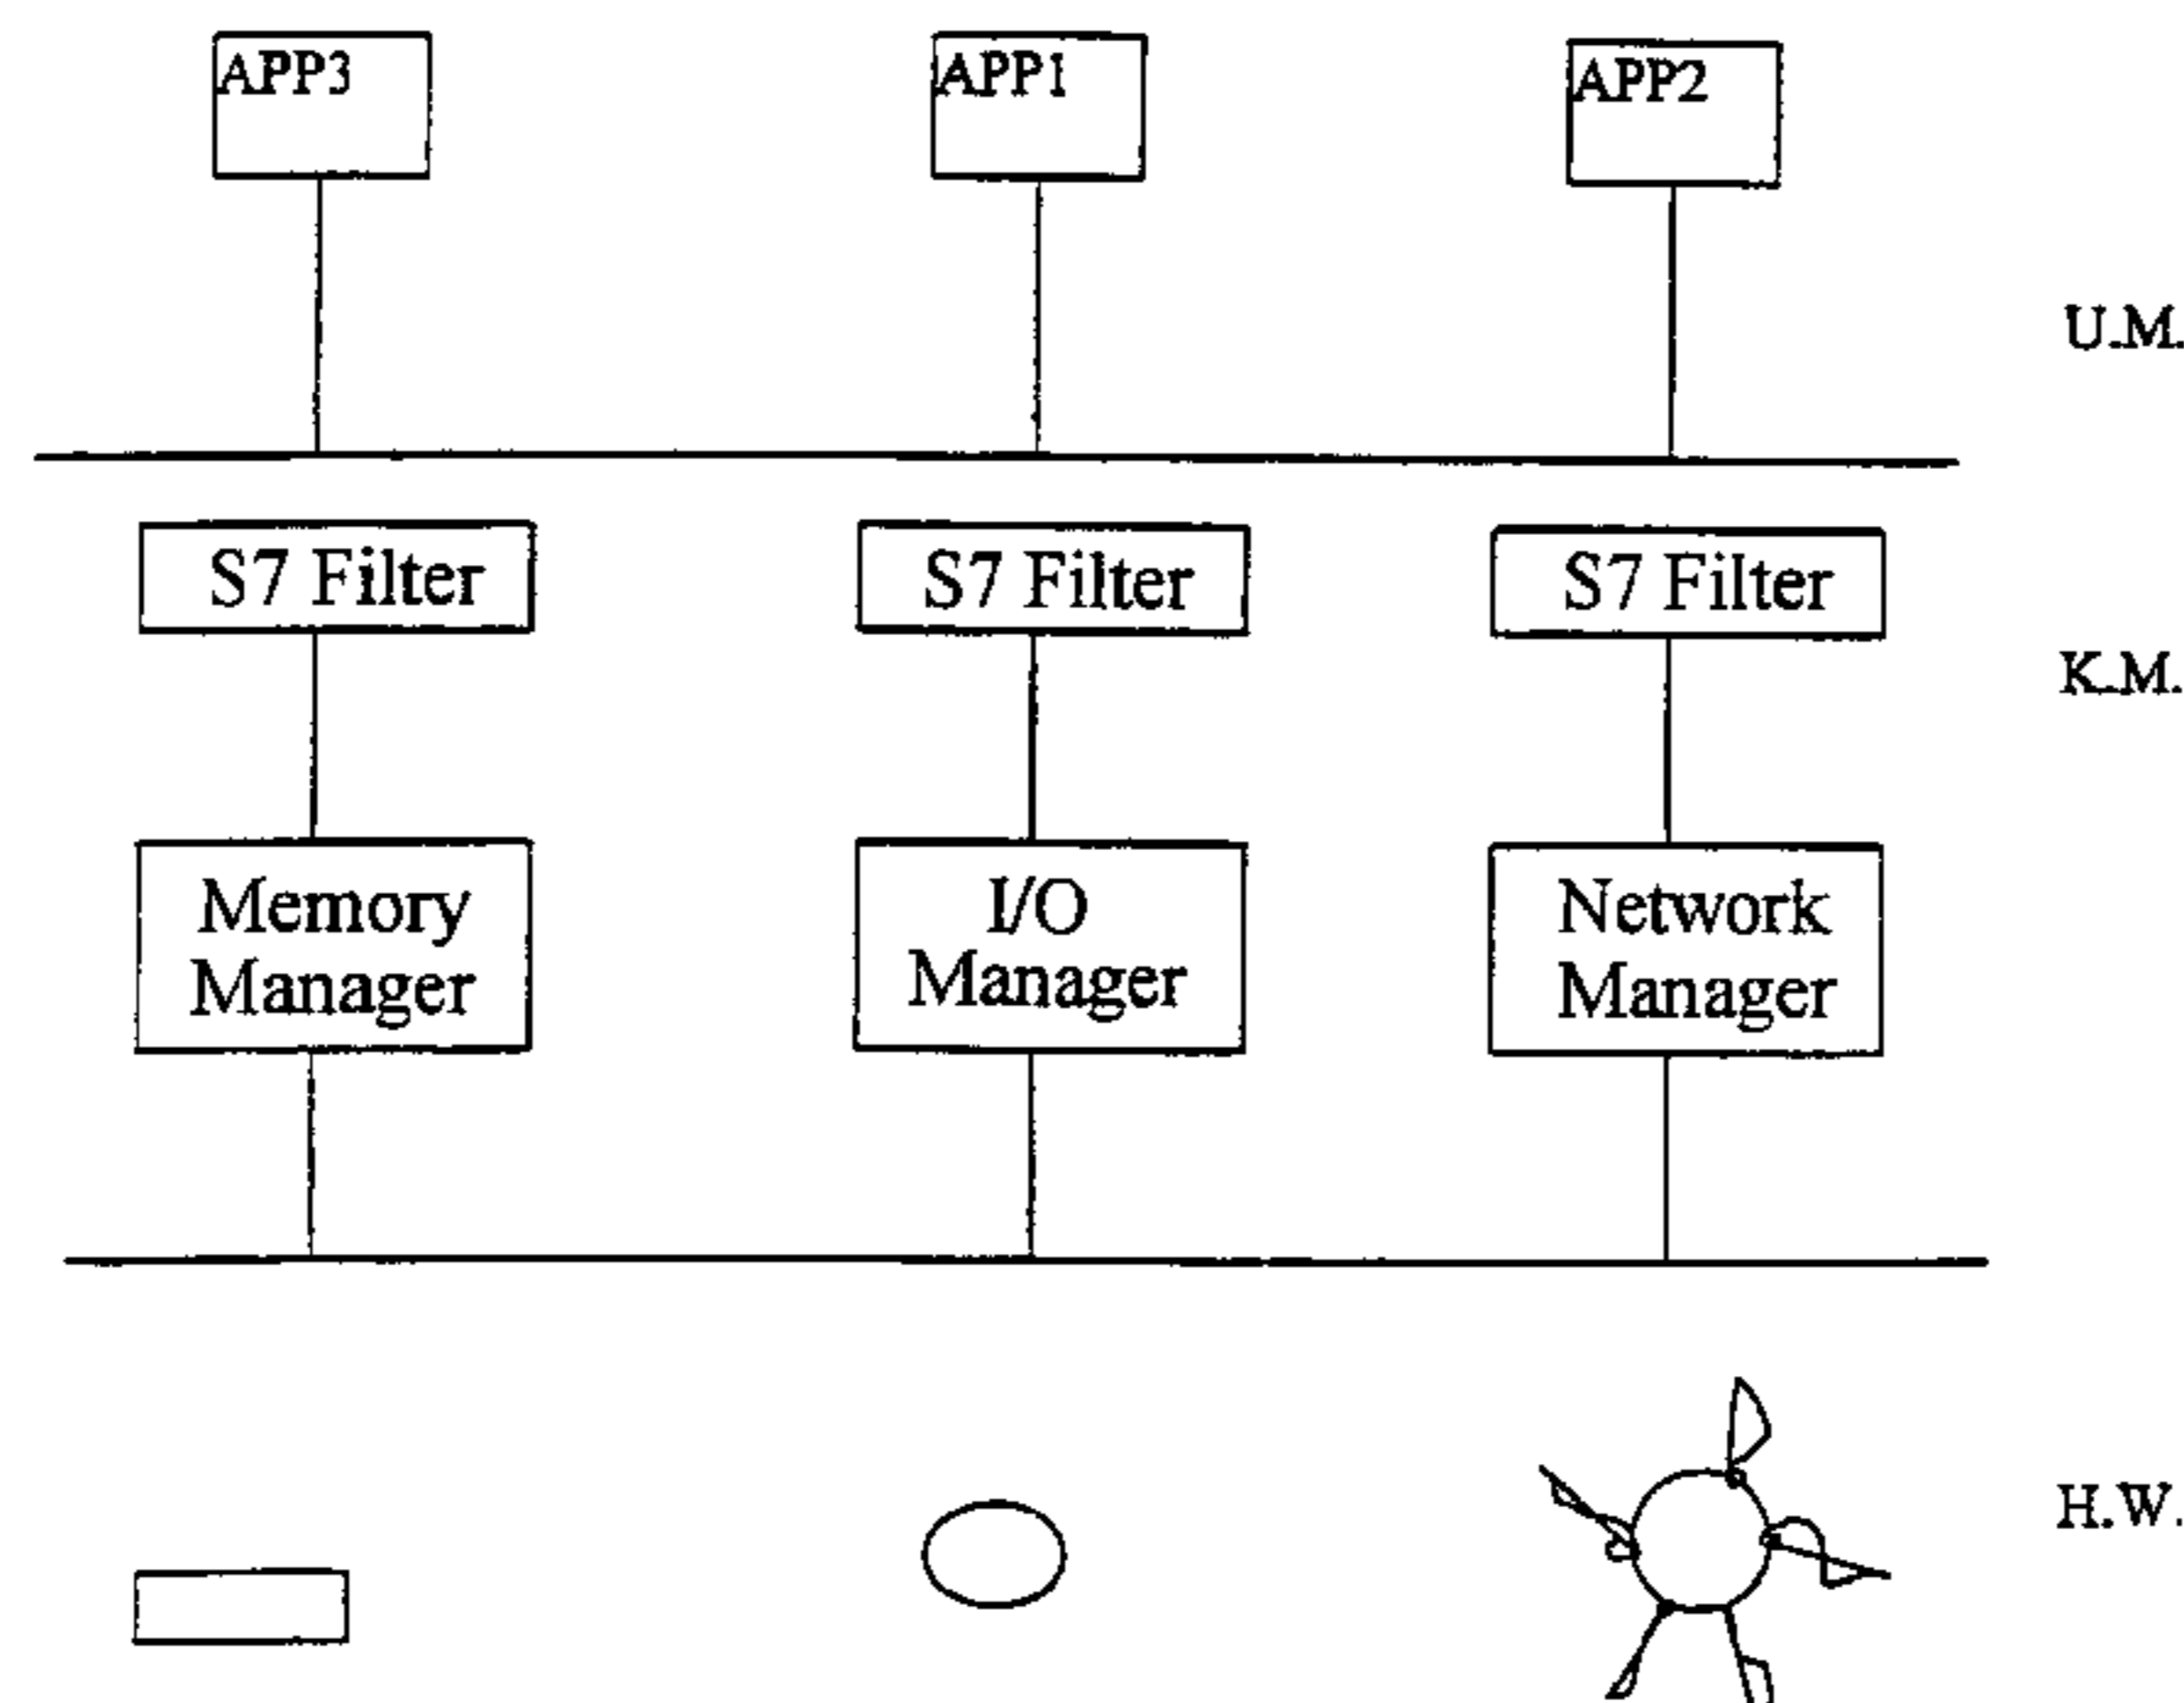 APP3
APP1
APP2
U.M.
S7 Filter
S7 Filter
S7 Filter
K.M.
Memory
Manager
I/O
Manager
Network
Manager
H.W.